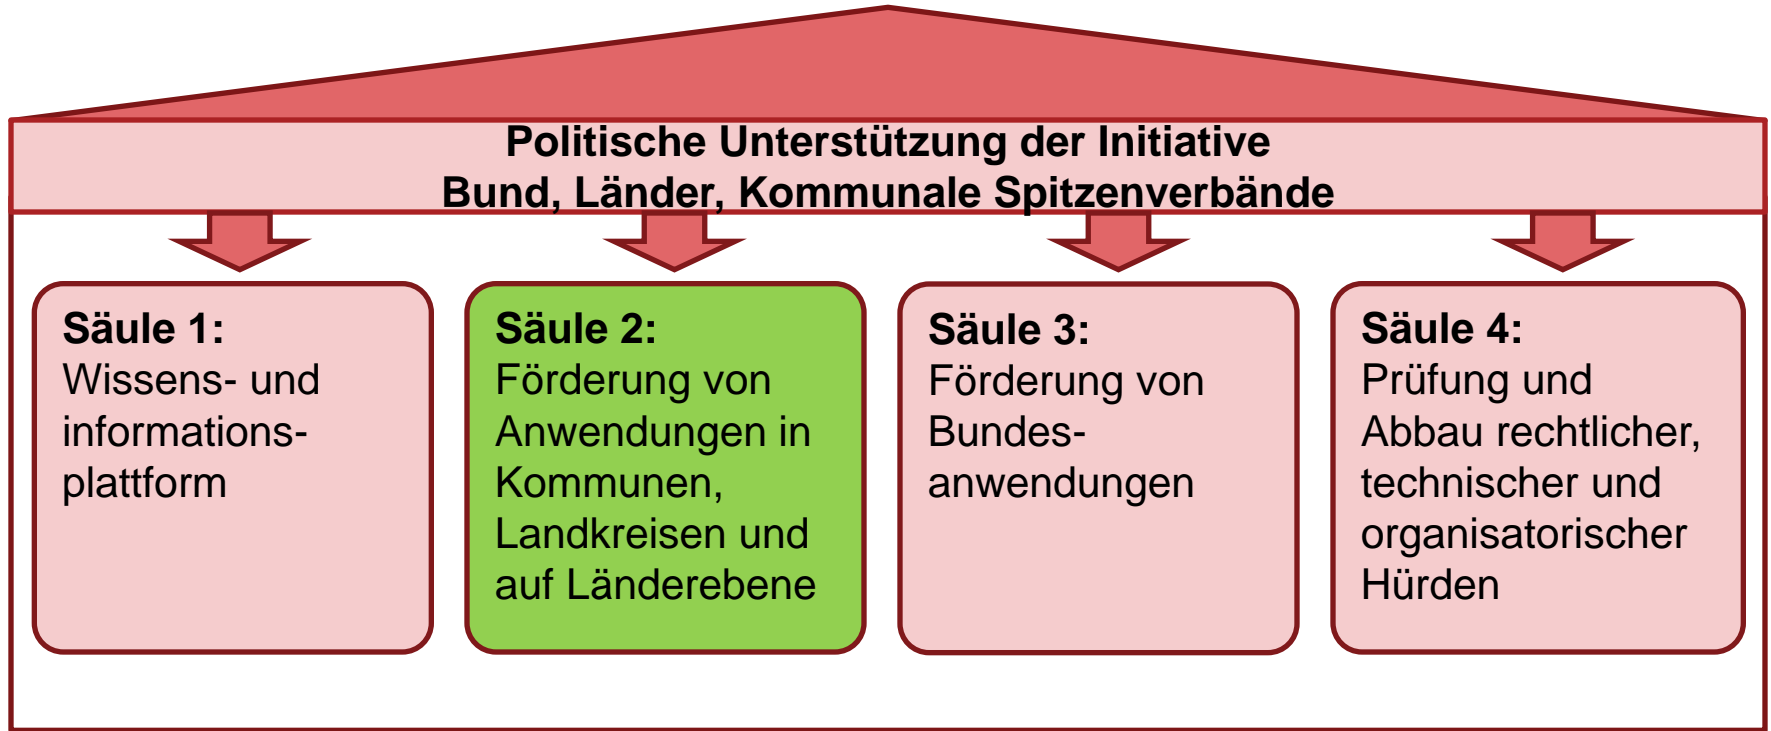 Politische Unterstützung der Initiative
Bund, Länder, Kommunale Spitzenverbände
Säule 1:
Wissens- und
informations-
plattform
Säule 2:
Förderung von
Anwendungen in
Kommunen,
Landkreisen und
auf Länderebene
Säule 3:
Förderung von
Bundes-
anwendungen
Säule 4:
Prüfung und
Abbau rechtlicher,
technischer und
organisatorischer
Hürden